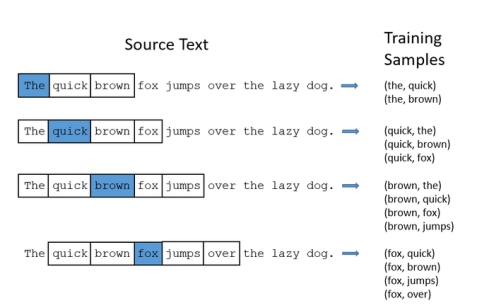 Source Text
Training
Samples
The quick brown fox jumps over the lazy dog.
(the, quick)
(the, brown)
The quick brown fox jumps over the lazy dog.
(quick, the)
(quick, brown)
(quick, fox)
The quick brown fox jumps over the lazy dog.
(brown, the)
(brown, quick)
(brown, fox)
(brown, jumps)
The quick brown fox jumps over the lazy dog.
(fox, quick)
(fox, brown)
(fox, jumps)
(fox, over)